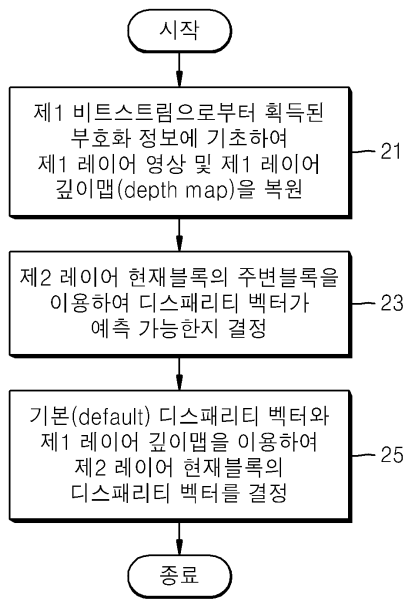 시작
제1 비트스트림으로부터 획득된
부호화 정보에 기초하여
제1 레이어 영상 및 제1 레이어
깊이맵(depth map)을 복원
21
제2 레이어 현재블록의 주변블록을
이용하여 디스패리티 벡터가
예측 가능한지 결정
23
기본(default) 디스패리티 벡터와
제1 레이어 깊이맵을 이용하여
제2 레이어 현재블록의
디스패리티 벡터를 결정
25
종료